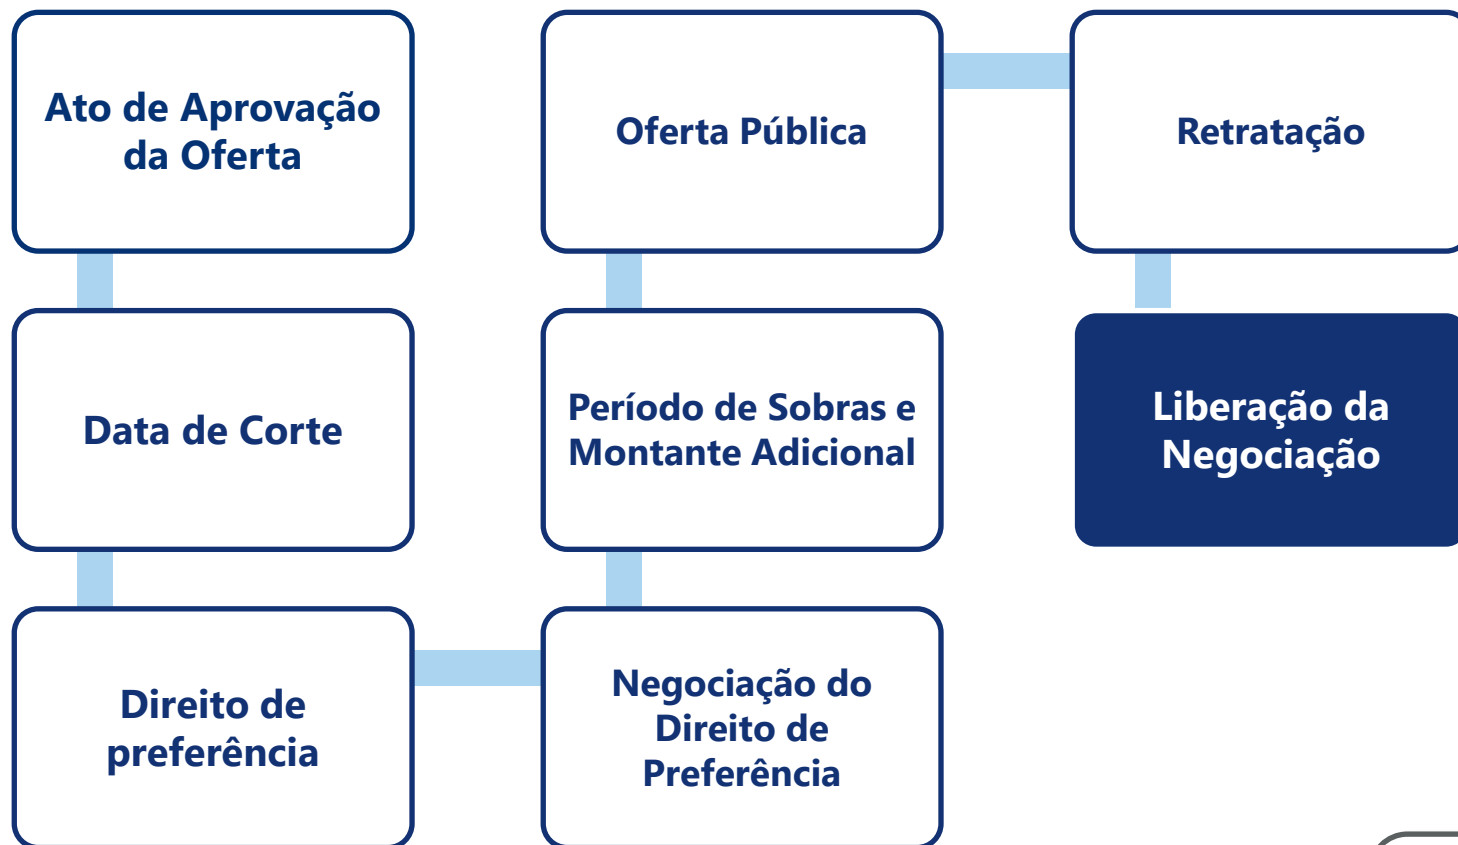 Ato de Aprovação
da Oferta
Data de Corte
Direito de
preferência
Negociação do
Direito de
Preferência
Período de Sobras e
Montante Adicional
Oferta Pública
Retratação
Liberação da
Negociação